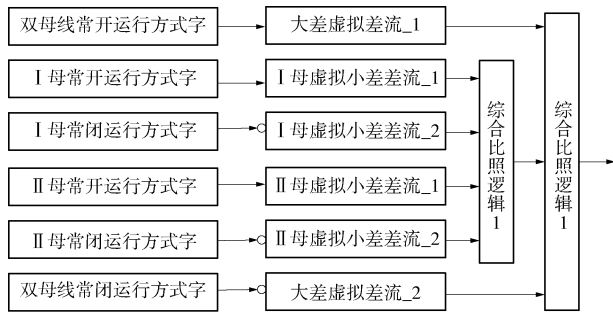 双母线常开运行方式字
大差虚拟差流_1
Ⅰ母常开运行方式字
Ⅰ母虚拟小差差流_1
Ⅰ母常闭运行方式字
Ⅰ母虚拟小差差流_2
Ⅱ母常开运行方式字
Ⅱ母虚拟小差差流_1
Ⅱ母常闭运行方式字
Ⅱ母虚拟小差差流_2
双母线常闭运行方式字
大差虚拟差流_2
综合比照逻辑1
综合比照逻辑1